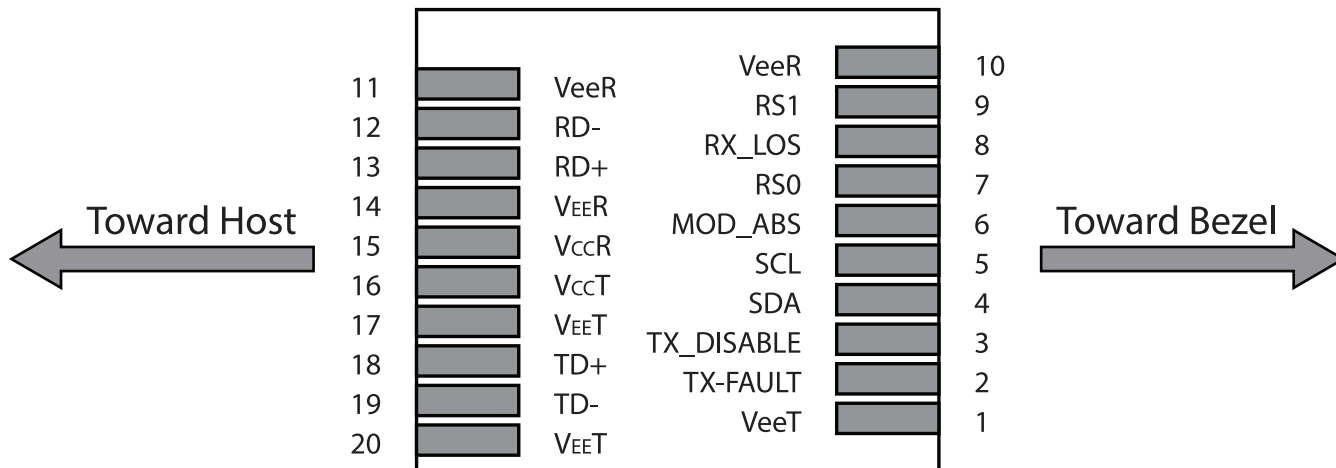 11 VeeR
12 RD-
13 RD+
14 VEER
15 VCCR
16 VCCT
17 VEET
18 TD+
19 TD-
20 VEET
Toward Host
VeeR 10
RS1 9
RX_LOS 8
RS0 7
MOD_ABS 6
SCL 5
SDA 4
TX_DISABLE 3
TX-FAULT 2
VeeT 1
Toward Bezel